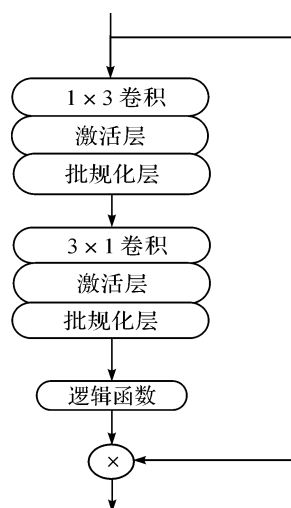 1 × 3 卷积
激活层
批规化层
3 × 1 卷积
激活层
批规化层
逻辑函数
×